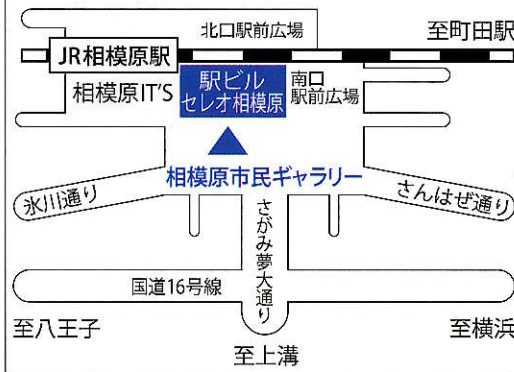 北口駅前広場
至町田駅
JR相模原駅
相模原IT'S
駅ビル
セレオ相模原
南口
駅前広場
相模原市民ギャラリー
氷川通り
さんはぜ通り
さがみ夢大通り
国道16号線
至八王子
至横浜
至上溝